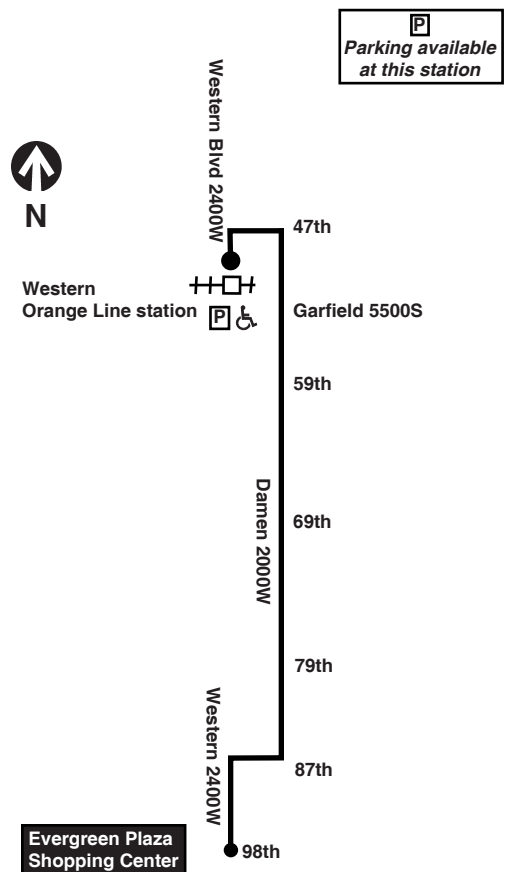 P
Parking available
at this station
Western Blvd 2400W
N
47th
Western
Orange Line station
P
Garfield 5500S
59th
Damen 2000W
69th
79th
Western 2400W
87th
Evergreen Plaza
Shopping Center
98th